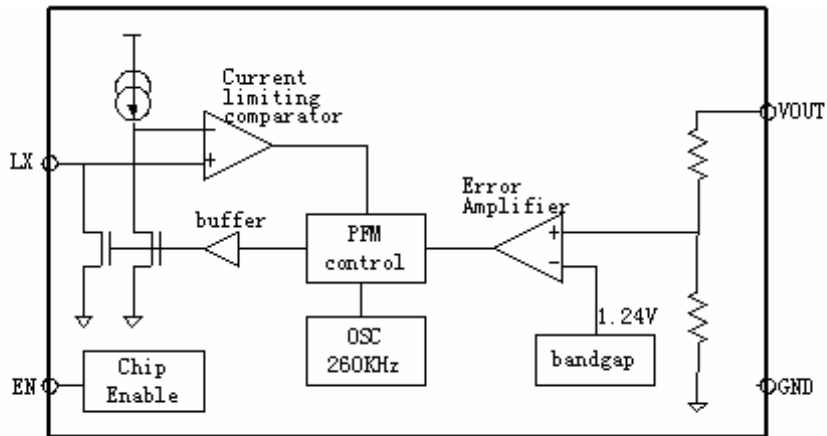 Current
limiting
comparator
VOUT
LX
−
+
Error
Amplifier
buffer
PFM
control
+
−
1.24V
OSC
260KHz
bandgap
Chip
Enable
EN
GND